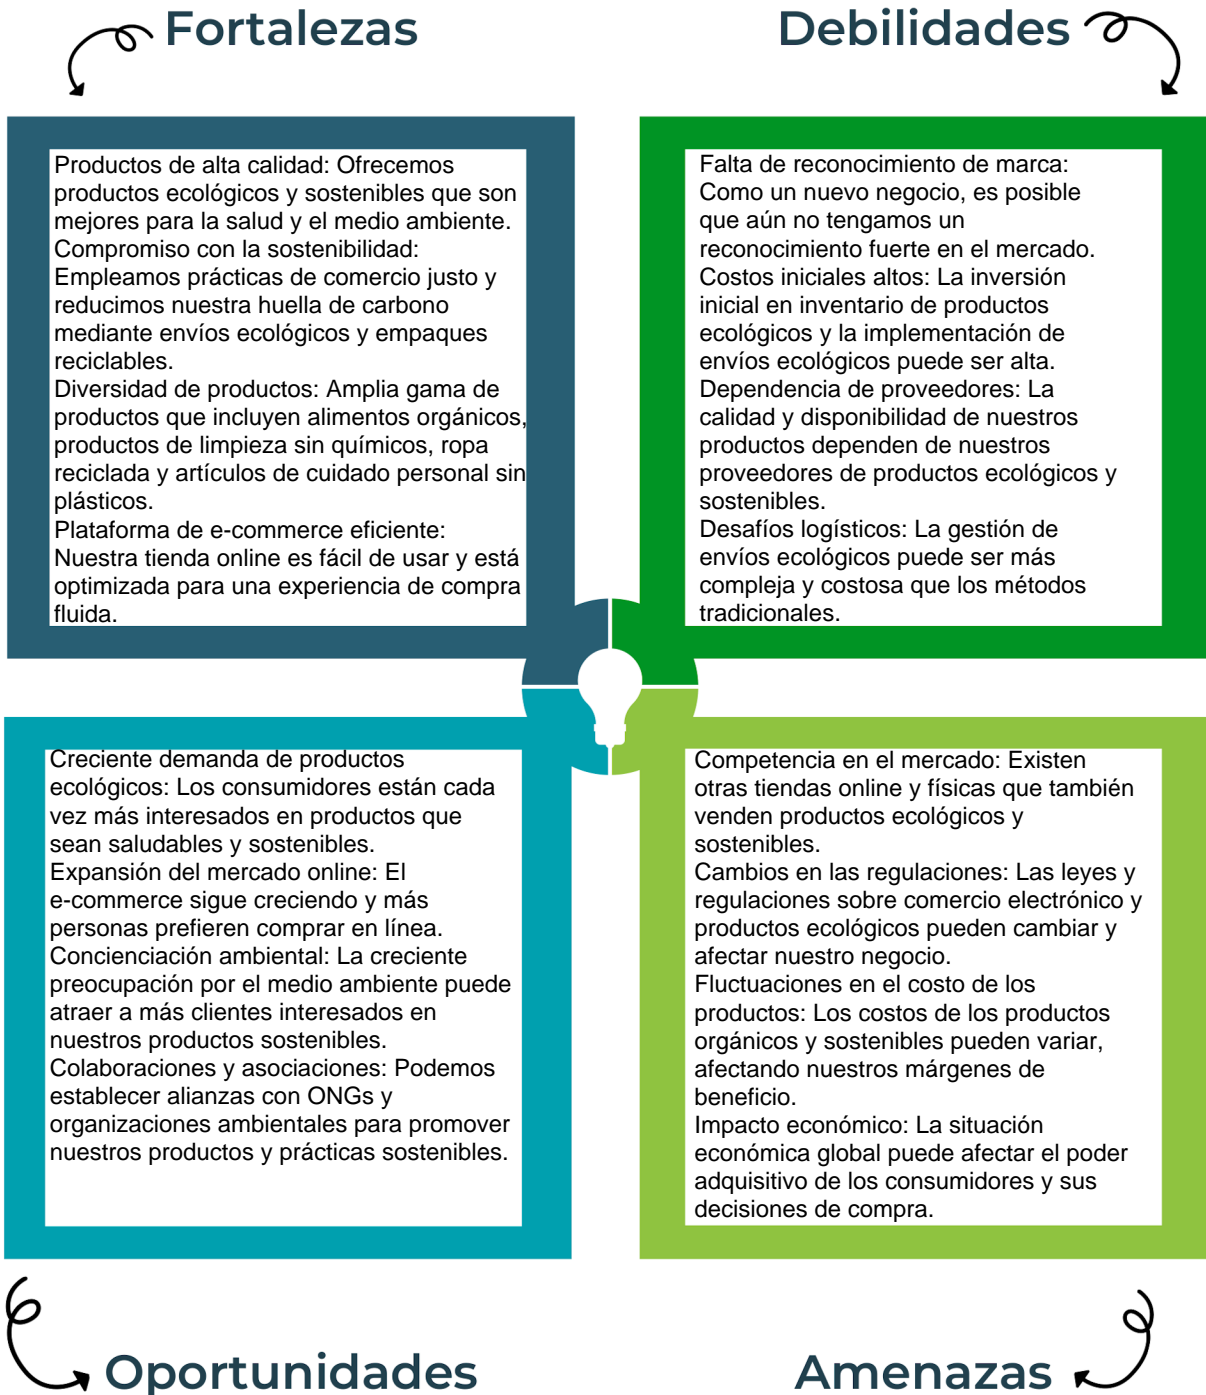 Fortalezas
Productos de alta calidad: Ofrecemos
productos ecológicos y sostenibles que son
mejores para la salud y el medio ambiente.
Compromiso con la sostenibilidad:
Empleamos prácticas de comercio justo y
reducimos nuestra huella de carbono
mediante envíos ecológicos y empaques
reciclables.
Diversidad de productos: Amplia gama de
productos que incluyen alimentos orgánicos,
productos de limpieza sin químicos, ropa
reciclada y artículos de cuidado personal sin
plásticos.
Plataforma de e-commerce eficiente:
Nuestra tienda online es fácil de usar y está
optimizada para una experiencia de compra
fluida.
Debilidades
Falta de reconocimiento de marca:
Como un nuevo negocio, es posible
que aún no tengamos un
reconocimiento fuerte en el mercado.
Costos iniciales altos: La inversión
inicial en inventario de productos
ecológicos y la implementación de
envíos ecológicos puede ser alta.
Dependencia de proveedores: La
calidad y disponibilidad de nuestros
productos dependen de nuestros
proveedores de productos ecológicos y
sostenibles.
Desafíos logísticos: La gestión de
envíos ecológicos puede ser más
compleja y costosa que los métodos
tradicionales.
Creciente demanda de productos
ecológicos: Los consumidores están cada
vez más interesados en productos que
sean saludables y sostenibles.
Expansión del mercado online: El
e-commerce sigue creciendo y más
personas prefieren comprar en línea.
Concienciación ambiental: La creciente
preocupación por el medio ambiente puede
atraer a más clientes interesados en
nuestros productos sostenibles.
Colaboraciones y asociaciones: Podemos
establecer alianzas con ONGs y
organizaciones ambientales para promover
nuestros productos y prácticas sostenibles.
Oportunidades
Competencia en el mercado: Existen
otras tiendas online y físicas que también
venden productos ecológicos y
sostenibles.
Cambios en las regulaciones: Las leyes y
regulaciones sobre comercio electrónico y
productos ecológicos pueden cambiar y
afectar nuestro negocio.
Fluctuaciones en el costo de los
productos: Los costos de los productos
orgánicos y sostenibles pueden variar,
afectando nuestros márgenes de
beneficio.
Impacto económico: La situación
económica global puede afectar el poder
adquisitivo de los consumidores y sus
decisiones de compra.
Amenazas